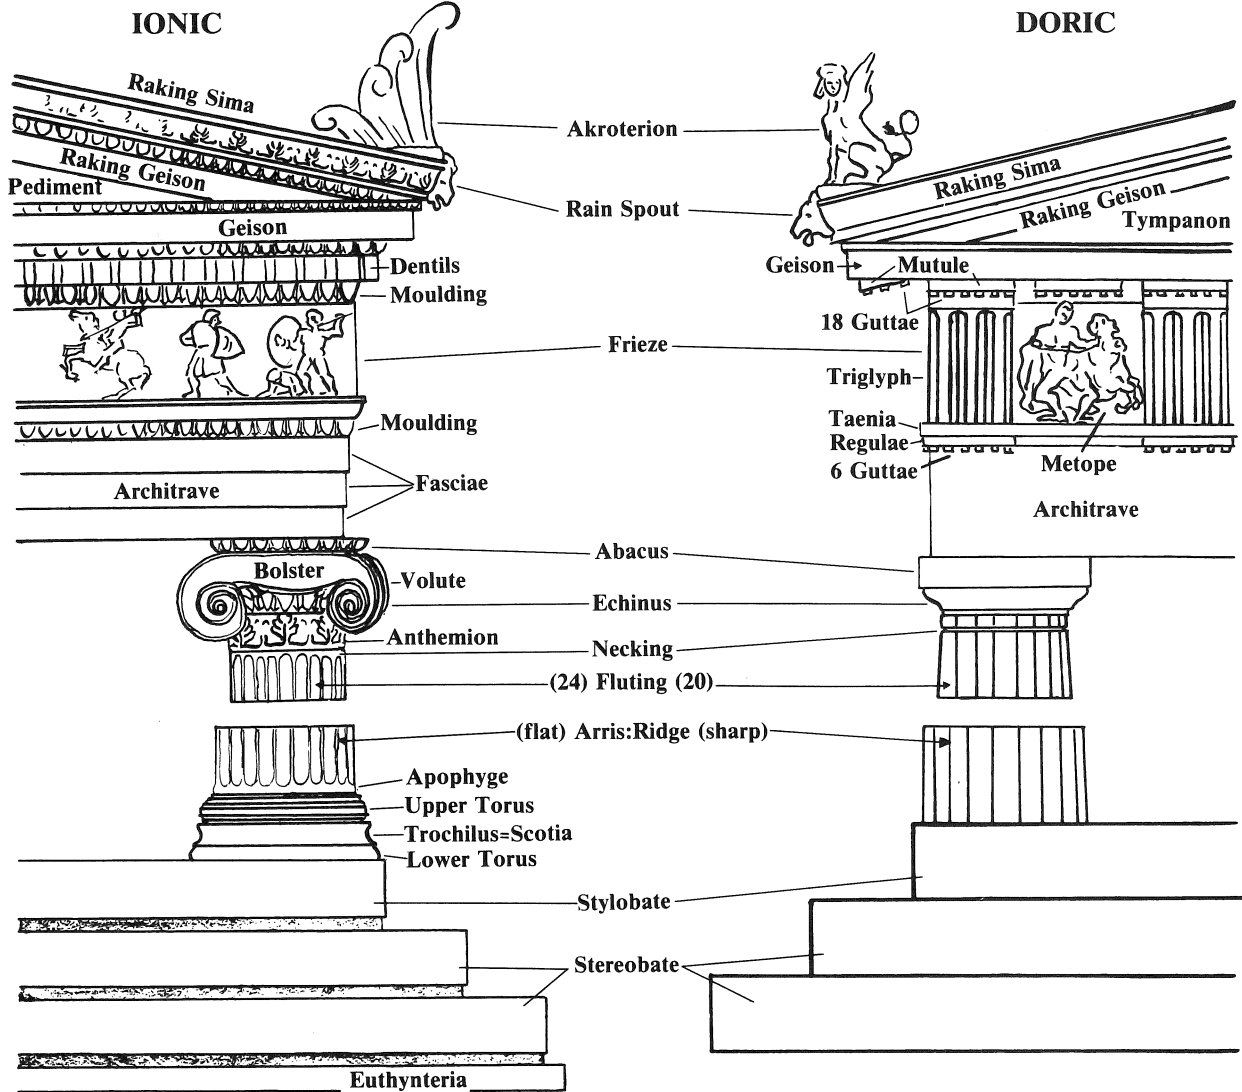 IONIC
DORIC
Raking Sima
Akroterion
Raking Geison
Pediment
Rain Spout
Raking Sima
Raking Geison
Tympanon
Geison
Dentils
Moulding
Geison
Mutule
18 Guttae
Frieze
Triglyph
Moulding
Taenia
Regulae
6 Guttae
Metope
Fasciae
Architrave
Architrave
Abacus
Bolster
Volute
Echinus
Anthemion
Necking
(24) Fluting (20)
(flat) Arris:Ridge (sharp)
Apophyge
Upper Torus
Trochilus=Scotia
Lower Torus
Stylobate
Stereobate
Euthynteria